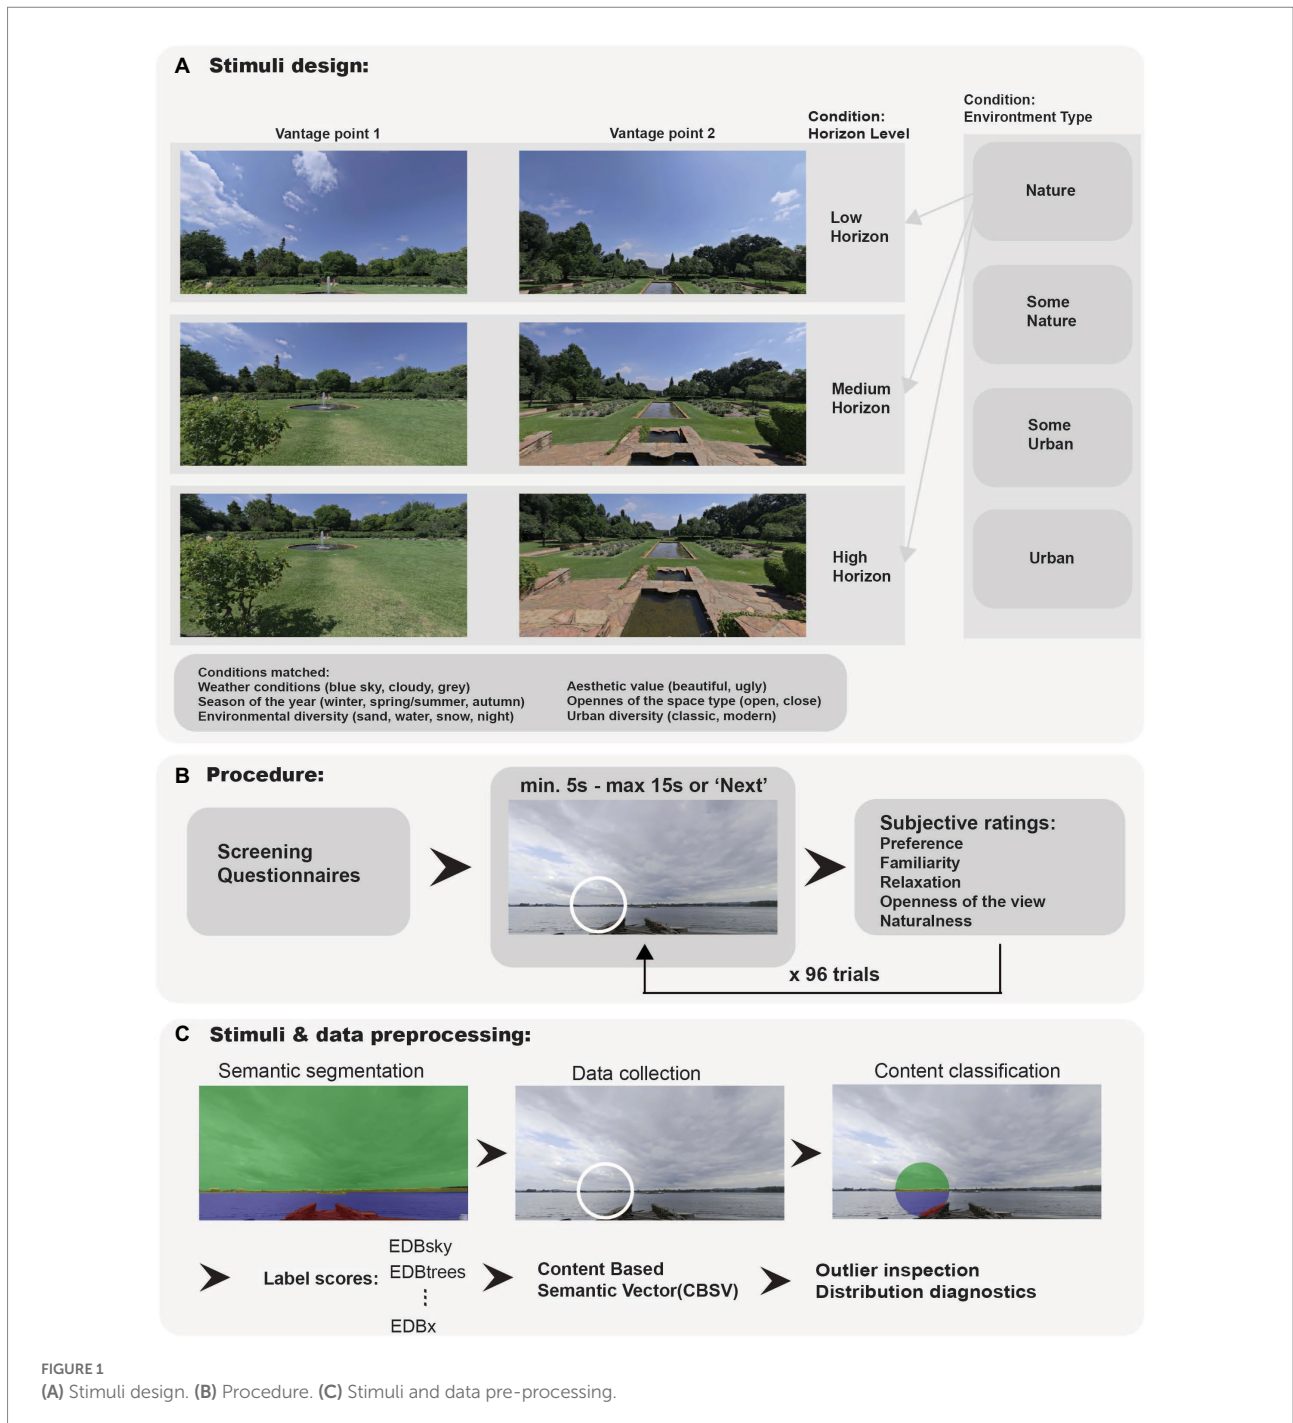 A Stimuli design:
Vantage point 1
Vantage point 2
Condition:
Horizon Level
Condition:
Environtment Type
Low
Horizon
Medium
Horizon
High
Horizon
Nature
Some
Nature
Some
Urban
Urban
Conditions matched:
Weather conditions (blue sky, cloudy, grey)
Season of the year (winter, spring/summer, autumn)
Environmental diversity (sand, water, snow, night)
Aesthetic value (beautiful, ugly)
Opennes of the space type (open, close)
Urban diversity (classic, modern)
B Procedure:
Screening
Questionnaires
min. 5s - max 15s or ‘Next’
Subjective ratings:
Preference
Familiarity
Relaxation
Openness of the view
Naturalness
x 96 trials
C Stimuli & data preprocessing:
Semantic segmentation
Data collection
Content classification
Label scores:
EDBsky
EDBtrees
⋮
EDBx
Content Based
Semantic Vector(CBSV)
Outlier inspection
Distribution diagnostics
FIGURE 1
(A) Stimuli design. (B) Procedure. (C) Stimuli and data pre-processing.